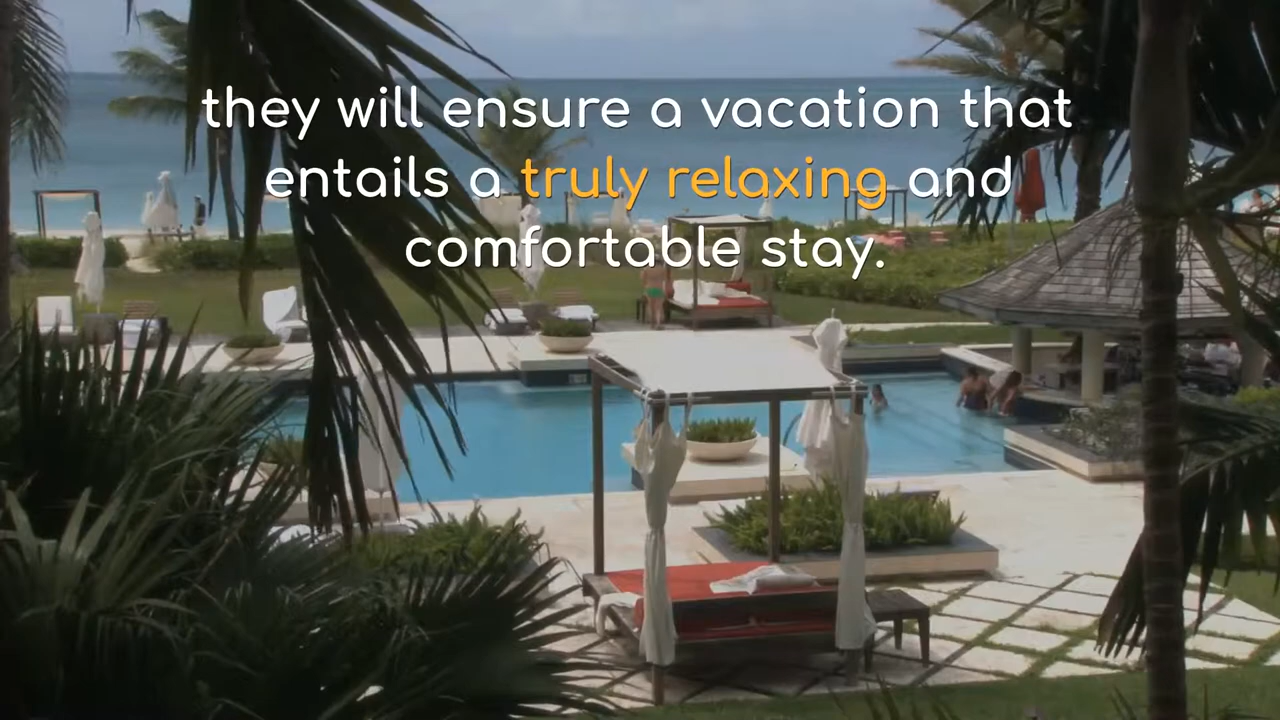 they will ensure a vacation that
entails a truly relaxing and
comfortable stay.